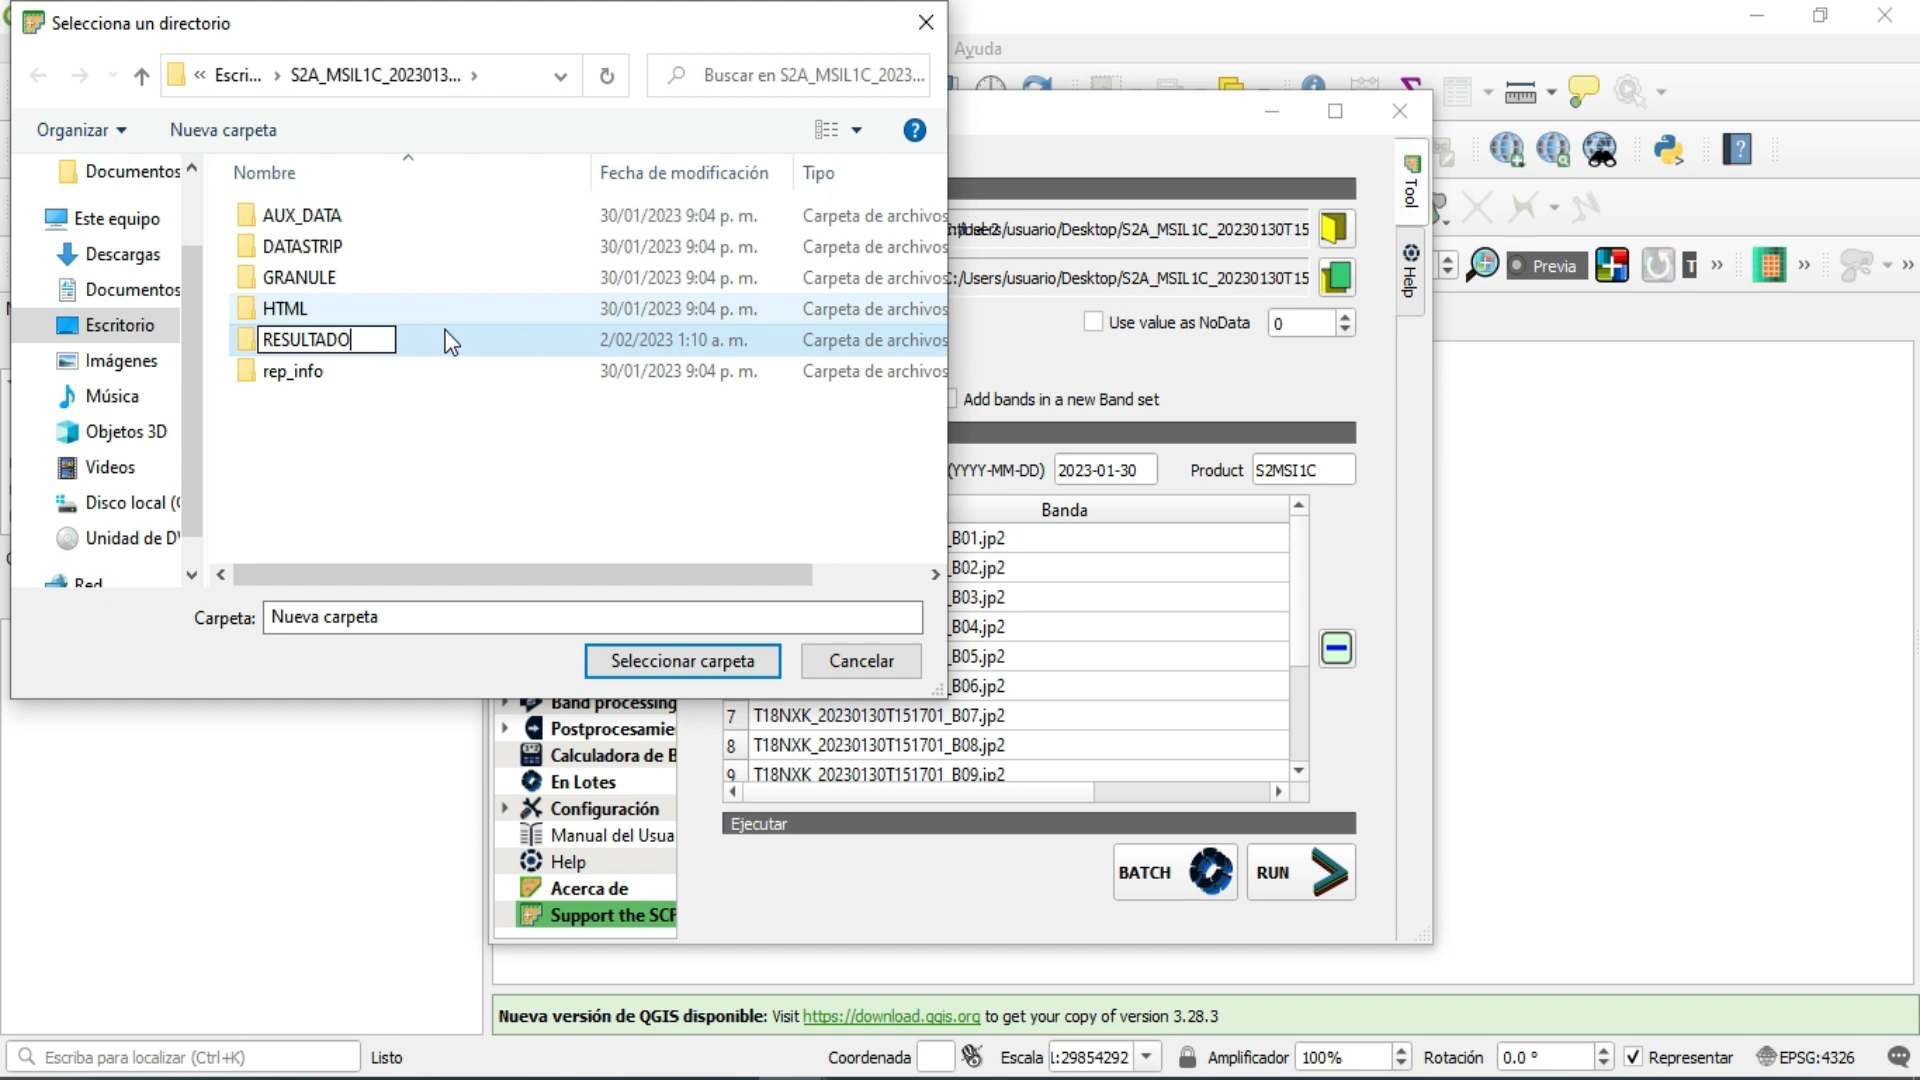 Selecciona un directorio
« Escri... › S2A_MSIL1C_2023013... ›
Buscar en S2A_MSIL1C_2023...
Organizar
Nueva carpeta
Nombre
Fecha de modificación
Tipo
Documentos
Este equipo
Descargas
Documentos
Escritorio
Imágenes
Música
Objetos 3D
Videos
Disco local (
Unidad de D
Red
AUX_DATA 30/01/2023 9:04 p. m. Carpeta de archivos
DATASTRIP 30/01/2023 9:04 p. m. Carpeta de archivos
GRANULE 30/01/2023 9:04 p. m. Carpeta de archivos
HTML 30/01/2023 9:04 p. m. Carpeta de archivos
RESULTADO 2/02/2023 1:10 a. m. Carpeta de archivos
rep_info 30/01/2023 9:04 p. m. Carpeta de archivos
Carpeta: Nueva carpeta
Seleccionar carpeta
Cancelar
Ayuda
Previa
T
Tool
Help
/usuario/Desktop/S2A_MSIL1C_20230130T15
:/Users/usuario/Desktop/S2A_MSIL1C_20230130T15
Use value as NoData 0
Add bands in a new Band set
(YYYY-MM-DD) 2023-01-30 Product S2MSI1C
Banda
_B01.jp2
_B02.jp2
_B03.jp2
_B04.jp2
_B05.jp2
_B06.jp2
7 T18NXK_20230130T151701_B07.jp2
8 T18NXK_20230130T151701_B08.jp2
9 T18NXK_20230130T151701_B09.jp2
Band processing
Postprocesamie
Calculadora de B
En Lotes
Configuración
Manual del Usua
Help
Acerca de
Support the SCP
Ejecutar
BATCH
RUN
Nueva versión de QGIS disponible: Visit https://download.qgis.org to get your copy of version 3.28.3
Escriba para localizar (Ctrl+K)
Listo
Coordenada
Escala 1:29854292
Amplificador 100%
Rotación 0.0 °
Representar
EPSG:4326